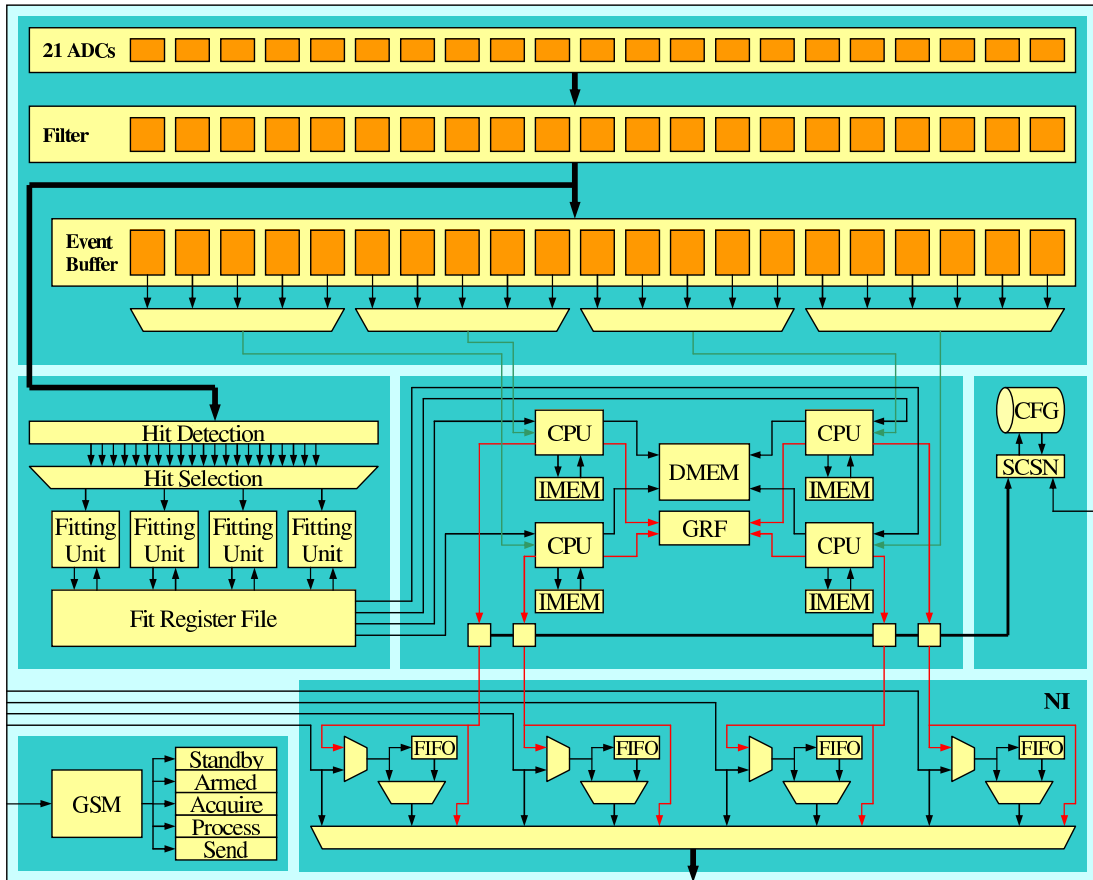 21 ADCs
Filter
Event
Buffer
Hit Detection
Hit Selection
Fitting
Unit
Fitting
Unit
Fitting
Unit
Fitting
Unit
Fit Register File
CPU
IMEM
CPU
IMEM
DMEM
GRF
CPU
IMEM
CPU
IMEM
CFG
SCSN
NI
FIFO
FIFO
FIFO
FIFO
GSM
Standby
Armed
Acquire
Process
Send